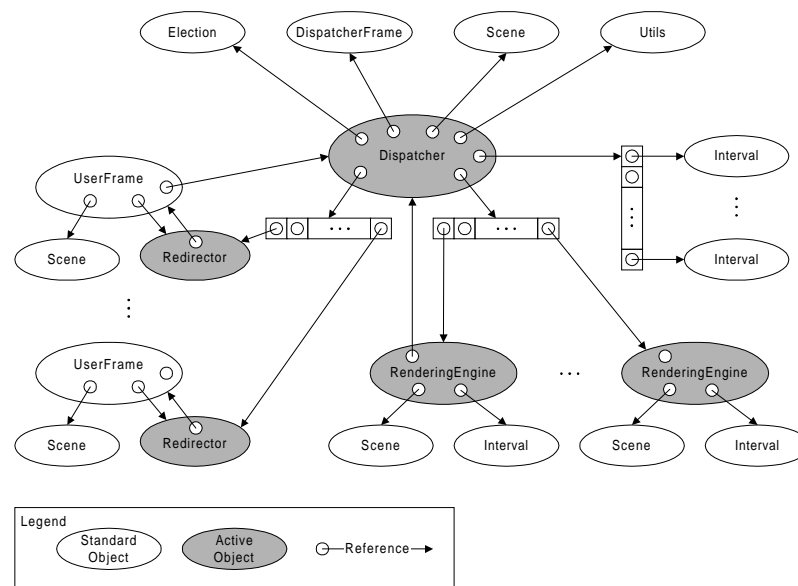 Election
DispatcherFrame
Scene
Utils
Dispatcher
Interval
UserFrame
...
...
...
...
Scene
Redirector
Interval
...
UserFrame
RenderingEngine
...
RenderingEngine
Scene
Redirector
Scene
Interval
Scene
Interval
Legend
Standard
Object
Active
Object
Reference